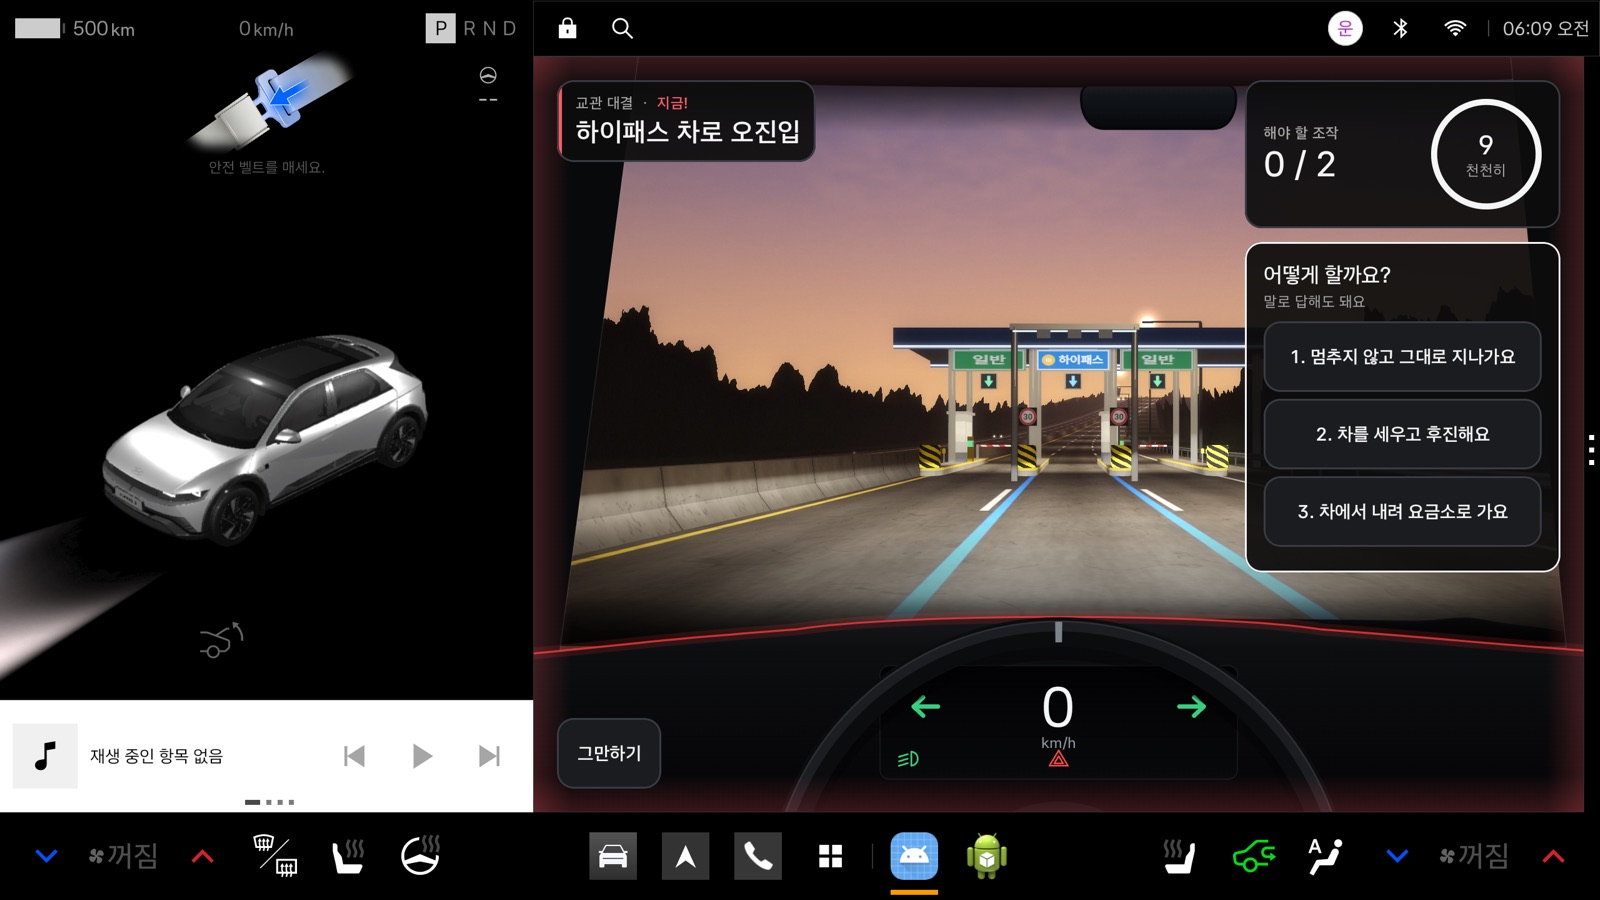 500 km
0 km/h
P R N D
안전 벨트를 매세요.
--
재생 중인 항목 없음
운
06:09 오전
교관 대결 · 지금!
하이패스 차로 오진입
해야 할 조작
0 / 2
9
천천히
어떻게 할까요?
말로 답해도 돼요
1. 멈추지 않고 그대로 지나가요
2. 차를 세우고 후진해요
3. 차에서 내려 요금소로 가요
일반
하이패스
일반
30
30
0
km/h
그만하기
꺼짐
A
꺼짐